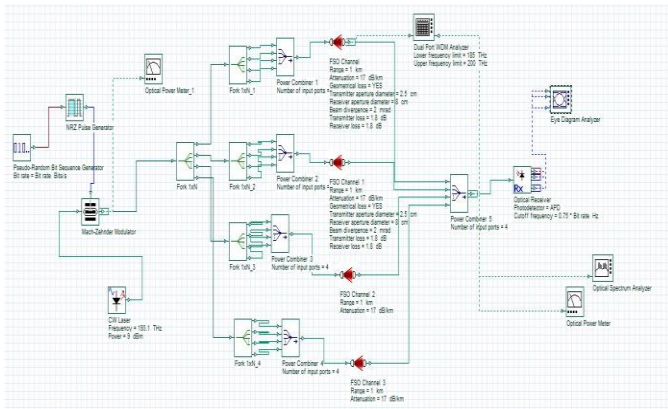 Dual Port WDM Analyzer
Lower frequency limit = 185 THz
Upper frequency limit = 200 THz
Optical Power Meter_1
NRZ Pulse Generator
Fork 1xN_1
Power Combiner 1
Number of input ports
FSO Channel
Range = 1 km
Attenuation = 17 dB/km
Geometrical loss = YES
Transmitter aperture diameter = 2.5 cm
Receiver aperture diameter = 8 cm
Beam divergence = 2 mrad
Transmitter loss = 1.8 dB
Receiver loss = 1.8 dB
Eye Diagram Analyzer
Pseudo-Random Bit Sequence Generator
Bit rate = Bit rate Bits/s
Fork 1xN
Fork 1xN_2
Power Combiner 2
Number of input ports
FSO Channel 1
Range = 1 km
Attenuation = 17 dB/km
Geometrical loss = YES
Transmitter aperture diameter = 2.5 cm
Receiver aperture diameter = 8 cm
Beam divergence = 2 mrad
Transmitter loss = 1.8 dB
Receiver loss = 1.8 dB
Rx
Optical Receiver
Photodetector = APD
Cutoff frequency = 0.75 * Bit rate Hz
Power Combiner 5
Number of input ports = 4
Mach-Zehnder Modulator
Fork 1xN_3
Power Combiner 3
Number of input ports = 4
FSO Channel 2
Range = 1 km
Attenuation = 17 dB/km
Optical Spectrum Analyzer
Optical Power Meter
CW Laser
Frequency = 193.1 THz
Power = 9 dBm
Fork 1xN_4
Power Combiner 4
Number of input ports = 4
FSO Channel 3
Range = 1 km
Attenuation = 17 dB/km